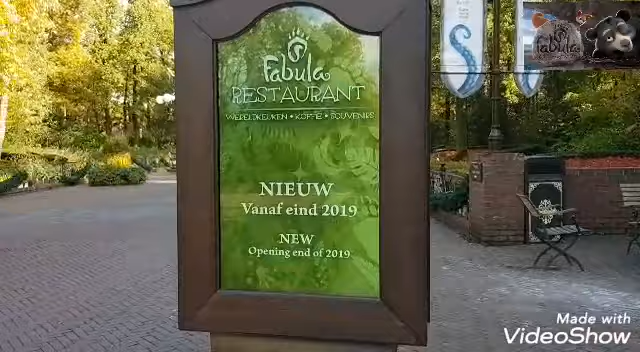 Fabula
RESTAURANT
WERELDKEUKEN • KOFFIE • SOUVENIRS
NIEUW
Vanaf eind 2019
NEW
Opening end of 2019
fabula
Made with
VideoShow